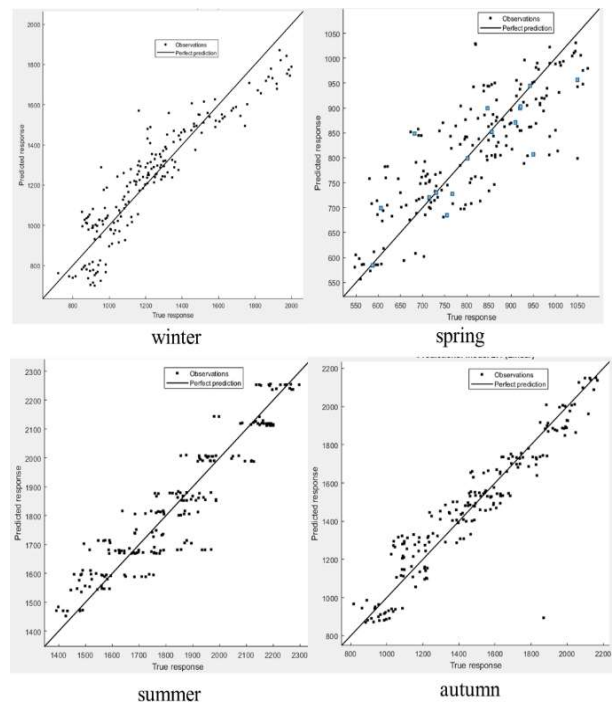 2000
1800
1600
1400
1200
1000
800
Predicted response
Observations
Perfect prediction
800 1000 1200 1400 1600 1800 2000
True response
winter
1050
1000
950
900
850
800
750
700
650
600
550
Predicted response
Observations
Perfect prediction
550 600 650 700 750 800 850 900 950 1000 1050
True response
spring
2300
2200
2100
2000
1900
1800
1700
1600
1500
1400
Predicted response
Observations
Perfect prediction
1400 1500 1600 1700 1800 1900 2000 2100 2200 2300
True response
summer
2200
2000
1800
1600
1400
1200
1000
800
Predicted response
Observations
Perfect prediction
800 1000 1200 1400 1600 1800 2000 2200
True response
autumn